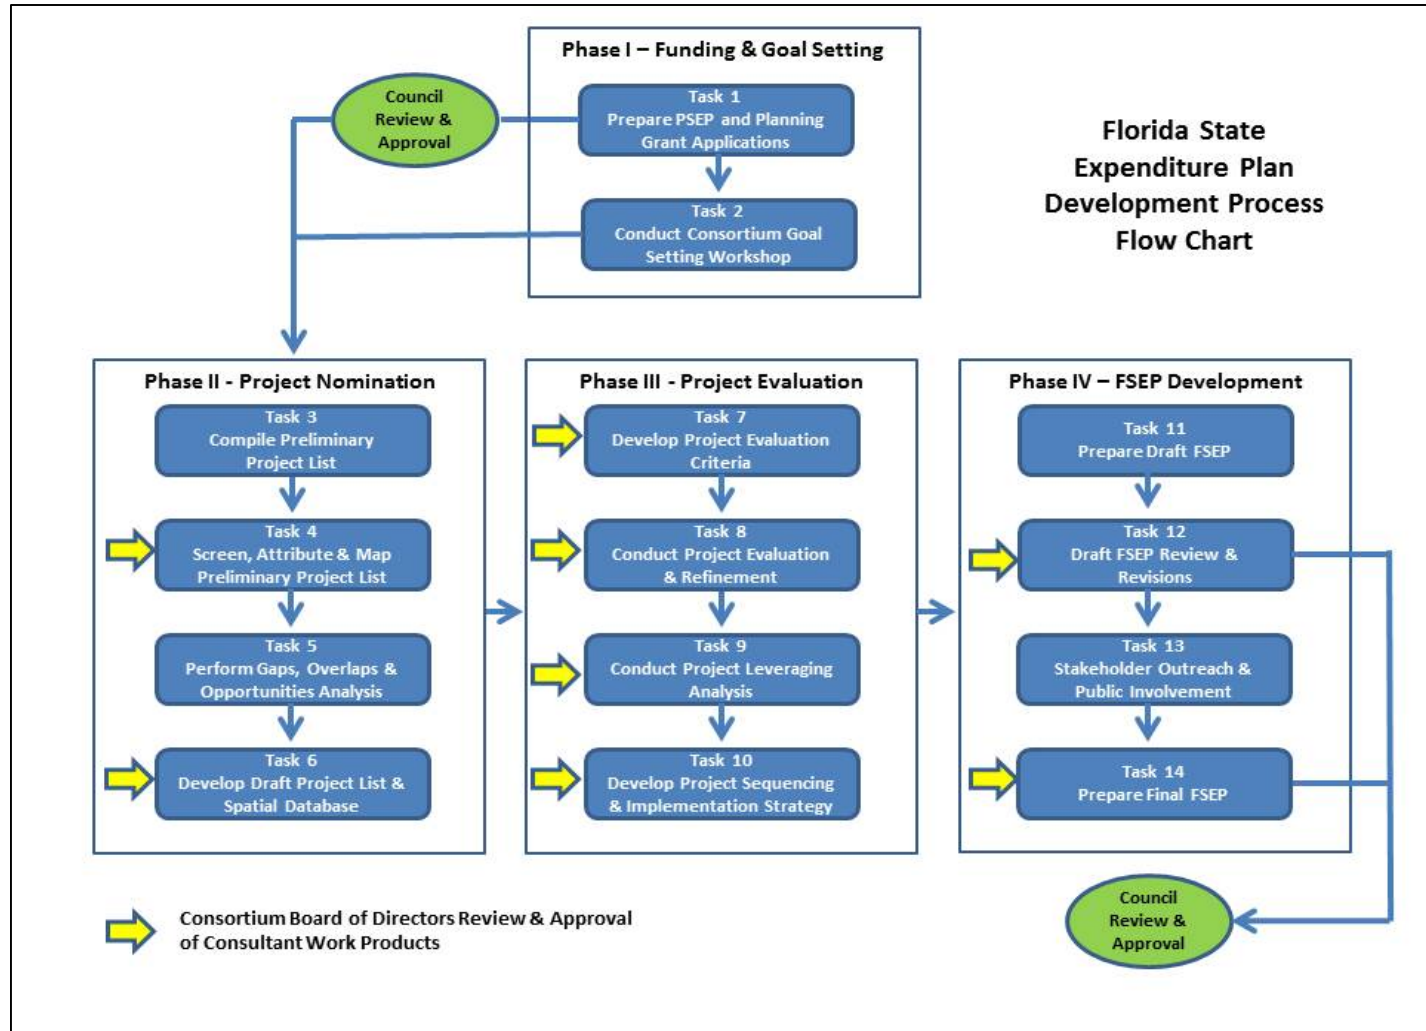 Phase I – Funding & Goal Setting
Council
Review &
Approval
Task 1
Prepare PSEP and Planning
Grant Applications
Task 2
Conduct Consortium Goal
Setting Workshop
Florida State
Expenditure Plan
Development Process
Flow Chart
Phase II - Project Nomination
Task 3
Compile Preliminary
Project List
Task 4
Screen, Attribute & Map
Preliminary Project List
Task 5
Perform Gaps, Overlaps &
Opportunities Analysis
Task 6
Develop Draft Project List &
Spatial Database
Phase III - Project Evaluation
Task 7
Develop Project Evaluation
Criteria
Task 8
Conduct Project Evaluation
& Refinement
Task 9
Conduct Project Leveraging
Analysis
Task 10
Develop Project Sequencing
& Implementation Strategy
Phase IV – FSEP Development
Task 11
Prepare Draft FSEP
Task 12
Draft FSEP Review &
Revisions
Task 13
Stakeholder Outreach &
Public Involvement
Task 14
Prepare Final FSEP
Council
Review &
Approval
Consortium Board of Directors Review & Approval
of Consultant Work Products